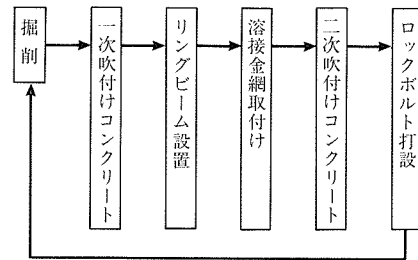 掘削
一次吹付けコンクリート
リングビーム設置
溶接金網取付け
二次吹付けコンクリート
ロックボルト打設